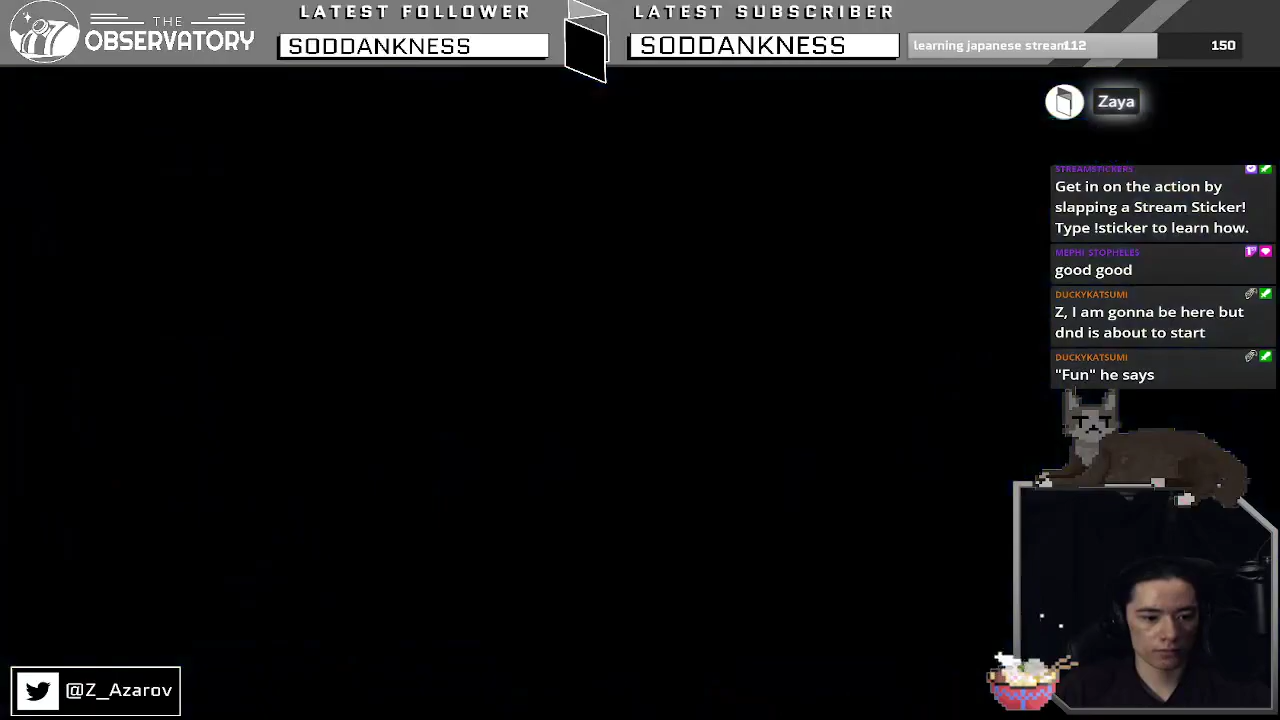 THE
OBSERVATORY
LATEST FOLLOWER
SODDANKNESS
LATEST SUBSCRIBER
SODDANKNESS
learning japanese stream 112 150
Zaya
STREAMSTICKERS
Get in on the action by
slapping a Stream Sticker!
Type !sticker to learn how.
MEPHI STOPHELES
good good
DUCKYKATSUMI
Z, I am gonna be here but
dnd is about to start
DUCKYKATSUMI
"Fun" he says
@Z_Azarov